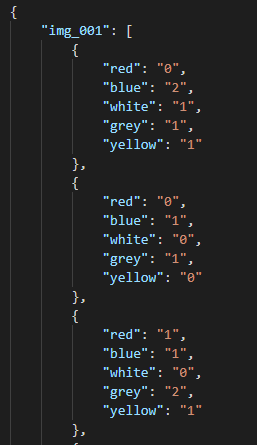 {
"img_001": [
{
"red": "0",
"blue": "2",
"white": "1",
"grey": "1",
"yellow": "1"
},
{
"red": "0",
"blue": "1",
"white": "0",
"grey": "1",
"yellow": "0"
},
{
"red": "1",
"blue": "1",
"white": "0",
"grey": "2",
"yellow": "1"
},